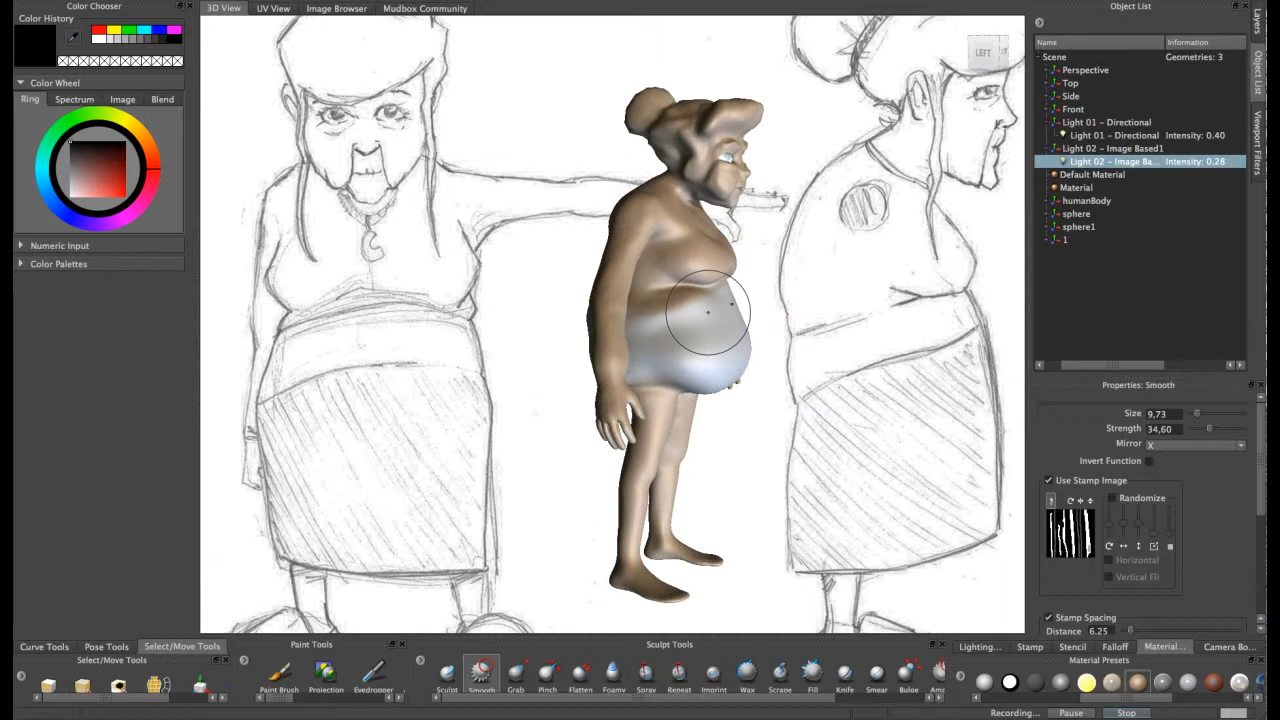 Color Chooser
Color History
Color Wheel
Ring Spectrum Image Blend
Numeric Input
Color Palettes
3D View UV View Image Browser Mudbox Community
LEFT
Object List
Name Information
Scene Geometries: 3
Perspective
Top
Side
Front
Light 01 – Directional
Light 01 – Directional Intensity: 0.40
Light 02 – Image Based1
Light 02 – Image Ba... Intensity: 0.28
Default Material
Material
humanBody
sphere
sphere1
1
Layers
Object List
Viewport Filters
Properties: Smooth
Size 9,73
Strength 34,60
Mirror X
Invert Function
Use Stamp Image
Randomize
Horizontal
Vertical Fli
Stamp Spacing
Distance 6.25
Curve Tools Pose Tools Select/Move Tools
Select/Move Tools
Paint Tools
Paint Brush Projection Eyedropper
Sculpt Tools
Sculpt Smooth Grab Pinch Flatten Foamy Spray Repeat Imprint Wax Scrape Fill Knife Smear Bulge Amp
Lighting... Stamp Stencil Falloff Material... Camera Bo...
Material Presets
Recording... Pause Stop